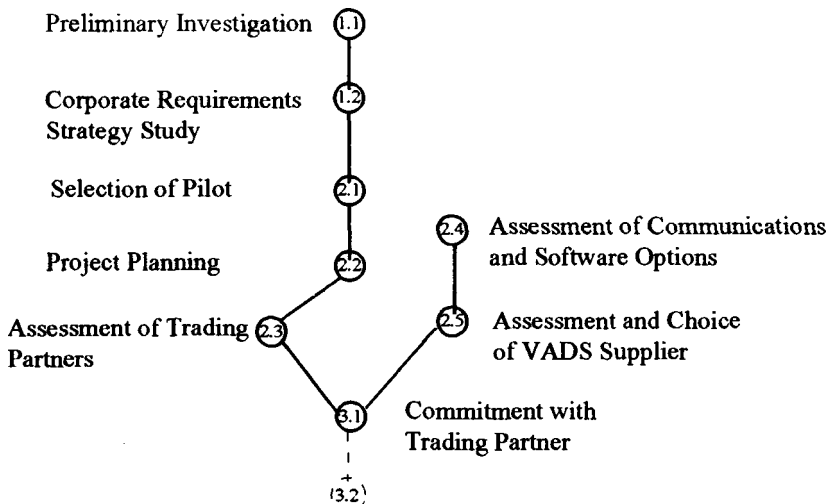 Preliminary Investigation 1.1
Corporate Requirements 1.2
Strategy Study
Selection of Pilot 2.1
2.4 Assessment of Communications
and Software Options
Project Planning 2.2
Assessment of Trading 2.3
Partners
2.5 Assessment and Choice
of VADS Supplier
3.1 Commitment with
Trading Partner
(3.2)